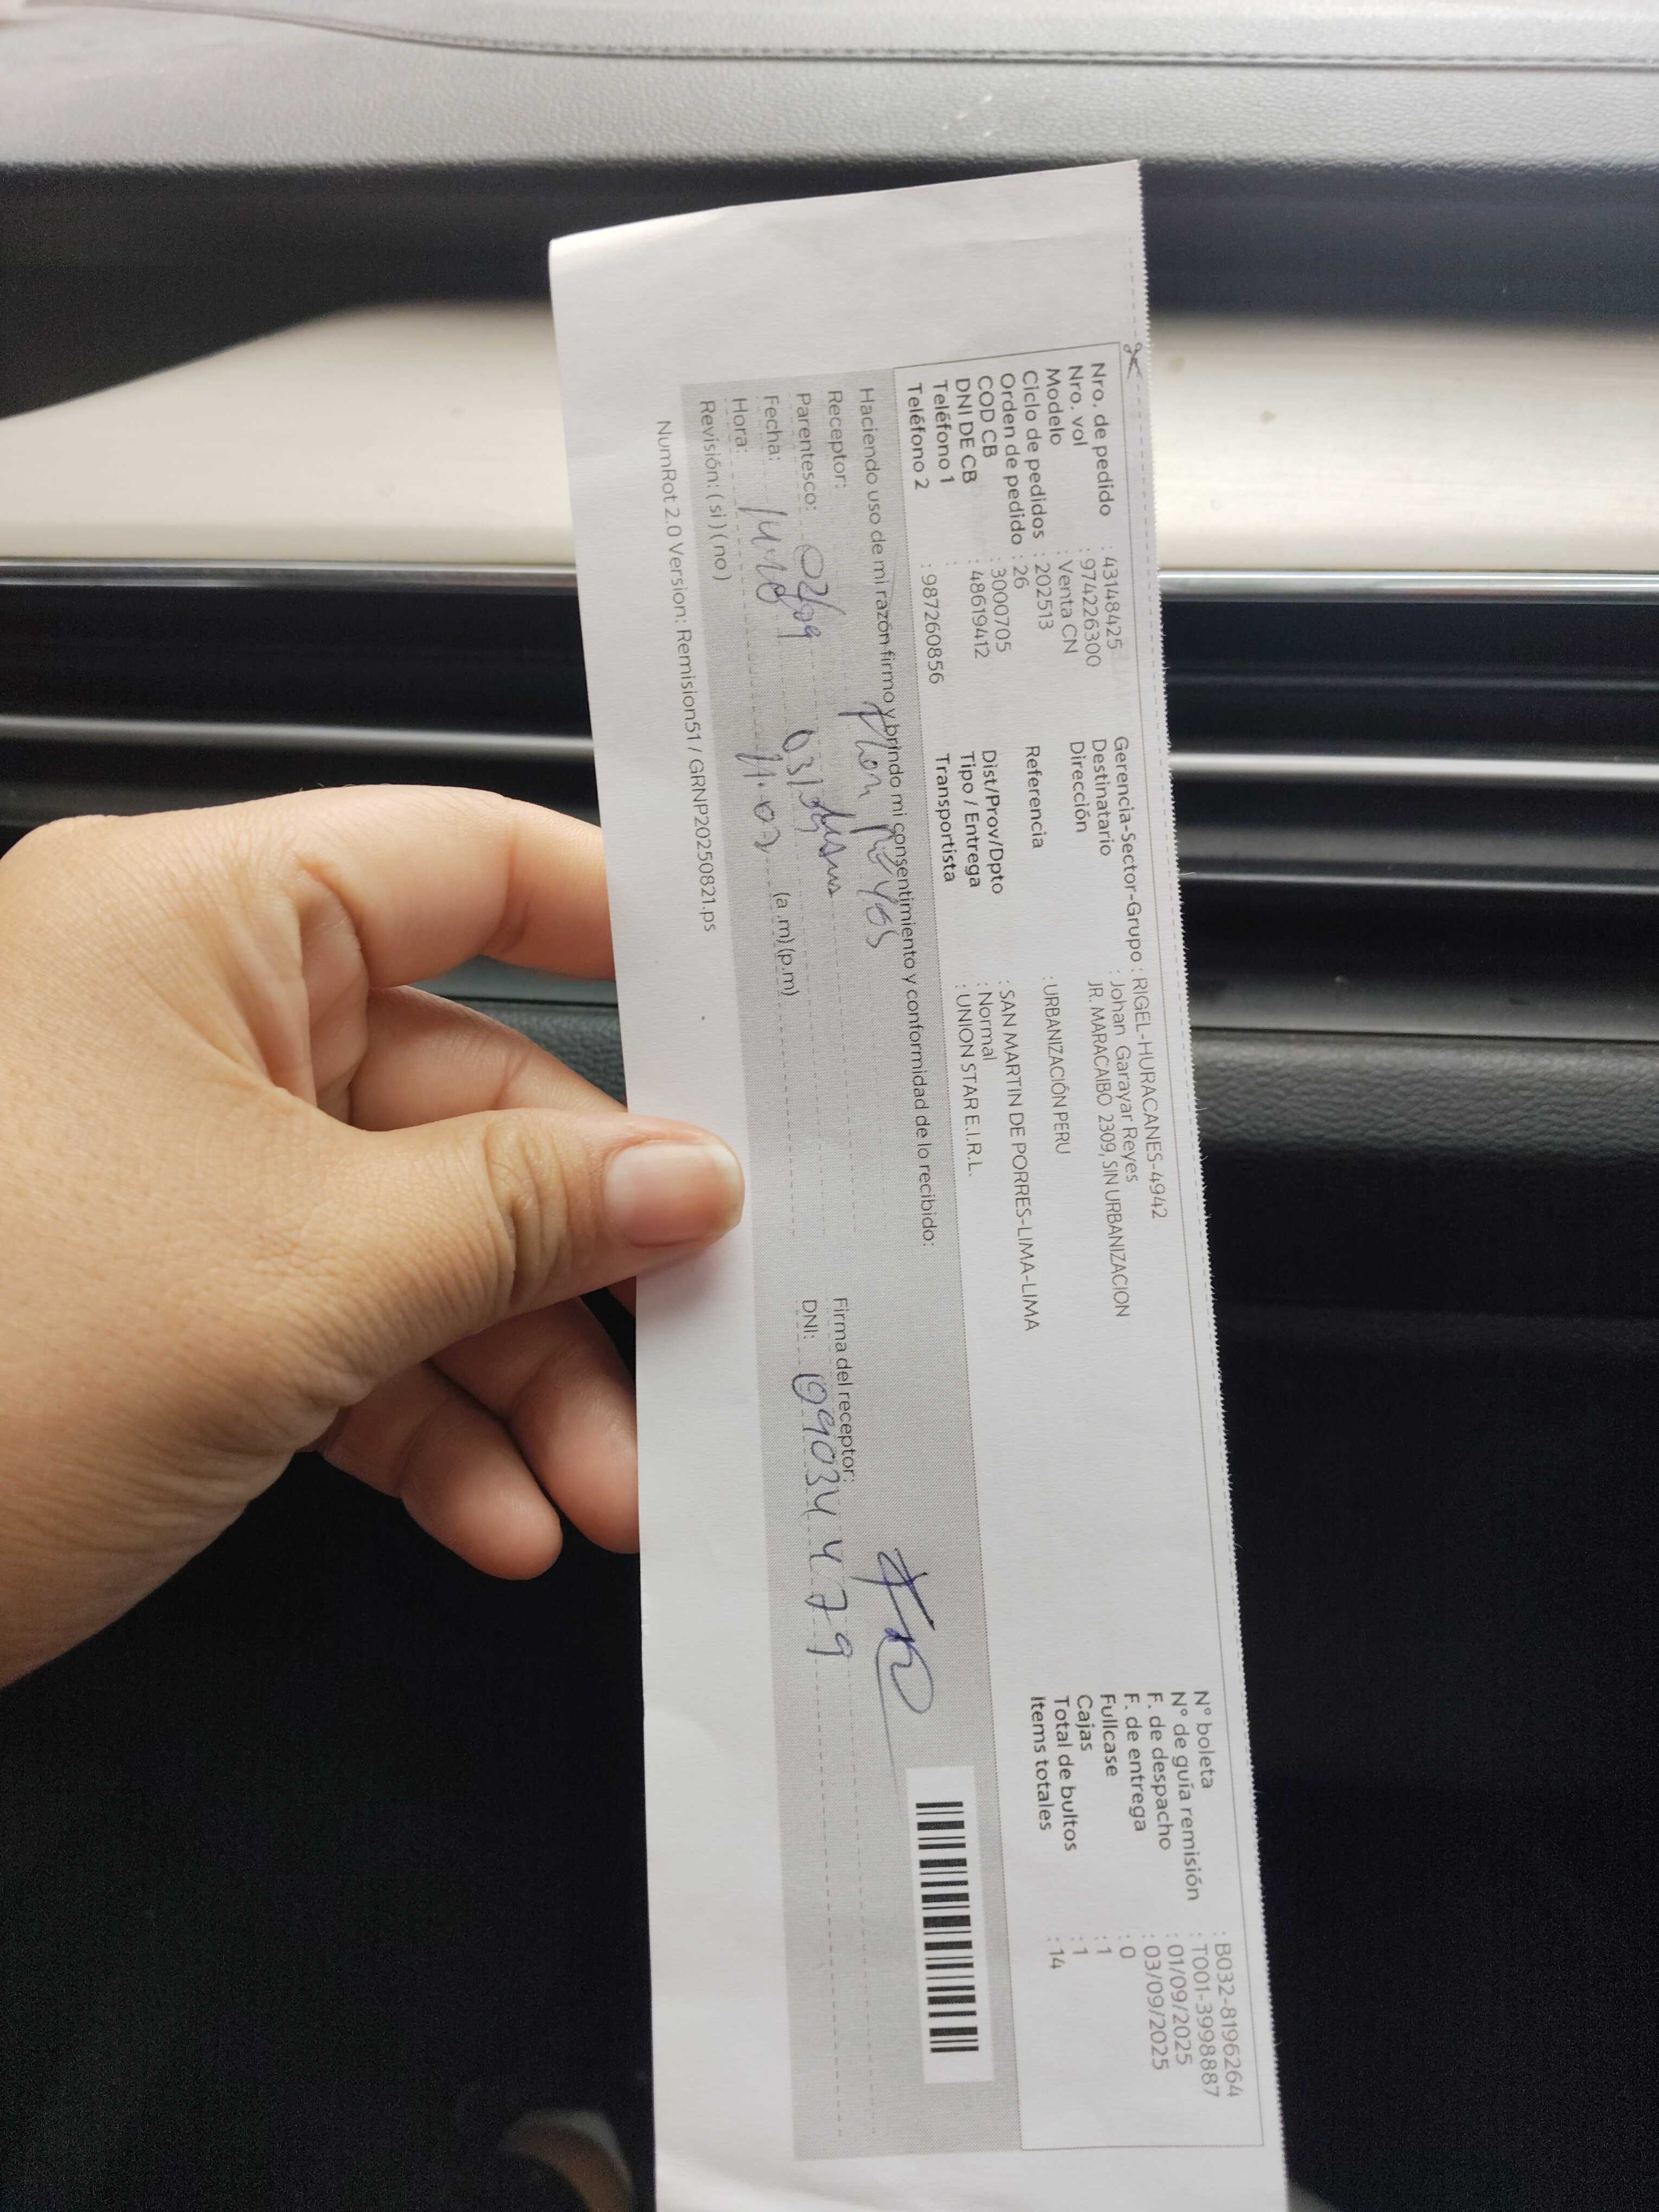 Nro. de pedido : 43148425
Nro. vol : 974226300
Modelo : Venta CN
Ciclo de pedidos : 202513
Orden de pedido : 26
COD CB : 3000705
DNI DE CB : 48619412
Teléfono 1 :
Teléfono 2 : 987260856
Gerencia-Sector-Grupo : RIGEL-HURACANES-4942
Destinatario : Johan Garayar Reyes
Dirección : JR. MARACAIBO 2309, SIN URBANIZACION
Referencia : URBANIZACIÓN PERU
Dist/Prov/Dpto : SAN MARTIN DE PORRES-LIMA-LIMA
Tipo / Entrega : Normal
Transportista : UNION STAR E.I.R.L.
N° boleta : B032-8196264
N° de guía remisión : T001-3998887
F. de despacho : 01/09/2025
F. de entrega : 03/09/2025
Fullcase : 0
Cajas : 1
Total de bultos : 1
Items totales : 14
Haciendo uso de mi razón firmo y brindo mi consentimiento y conformidad de lo recibido:
Receptor: Reyes
Parentesco:
Fecha:
Hora: (a.m)(p.m)
Revisión: ( si ) ( no )
Firma del receptor:
DNI: 09034479
NumRot 2.0 Version: Remision51 / GRNP20250821.ps